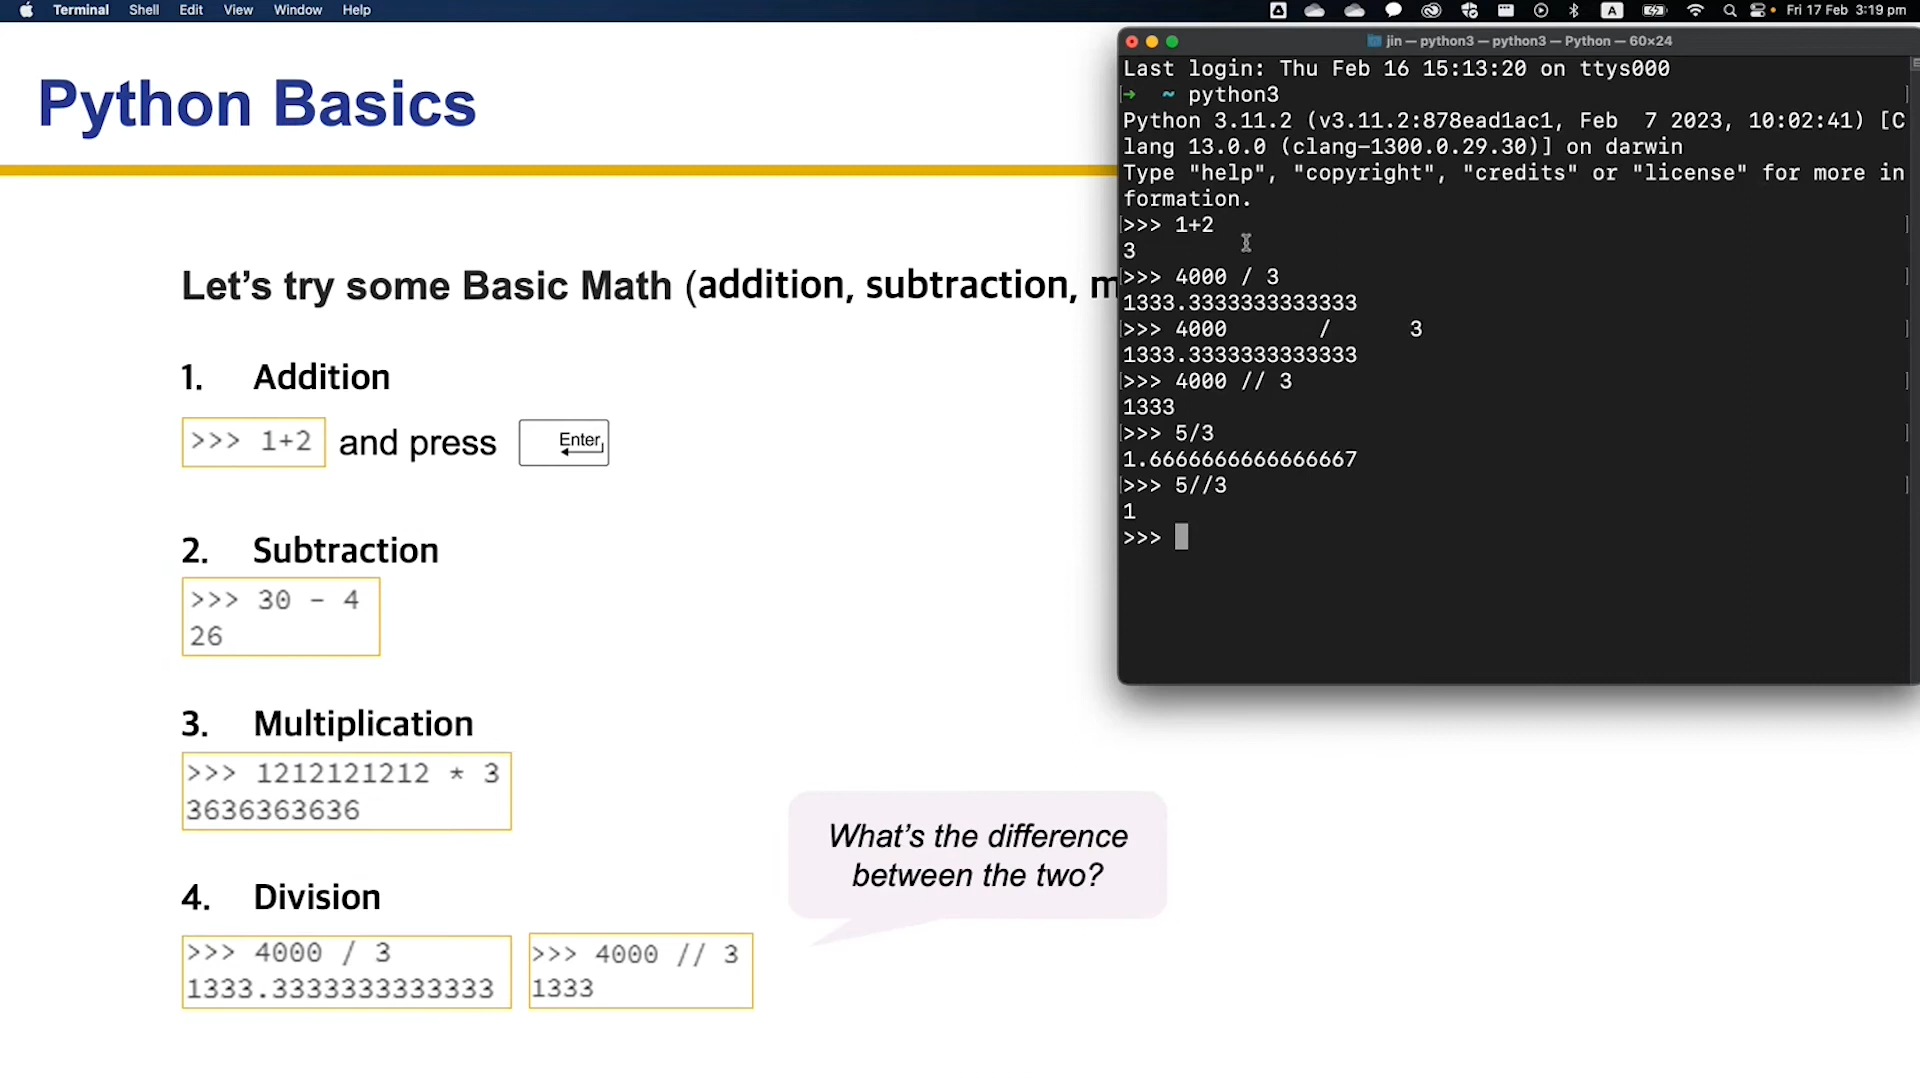 Terminal Shell Edit View Window Help
A
Fri 17 Feb 3:19 pm
Python Basics
Let's try some Basic Math (addition, subtraction, m
1. Addition
>>> 1+2 and press Enter
2. Subtraction
>>> 30 - 4
26
3. Multiplication
>>> 1212121212 * 3
3636363636
4. Division
>>> 4000 / 3
1333.3333333333333
>>> 4000 // 3
1333
What's the difference
between the two?
jin — python3 — python3 — Python — 60×24
Last login: Thu Feb 16 15:13:20 on ttys000
➜ ~ python3
Python 3.11.2 (v3.11.2:878ead1ac1, Feb  7 2023, 10:02:41) [C
lang 13.0.0 (clang-1300.0.29.30)] on darwin
Type "help", "copyright", "credits" or "license" for more in
formation.
>>> 1+2
3
>>> 4000 / 3
1333.3333333333333
>>> 4000       /      3
1333.3333333333333
>>> 4000 // 3
1333
>>> 5/3
1.6666666666666667
>>> 5//3
1
>>>